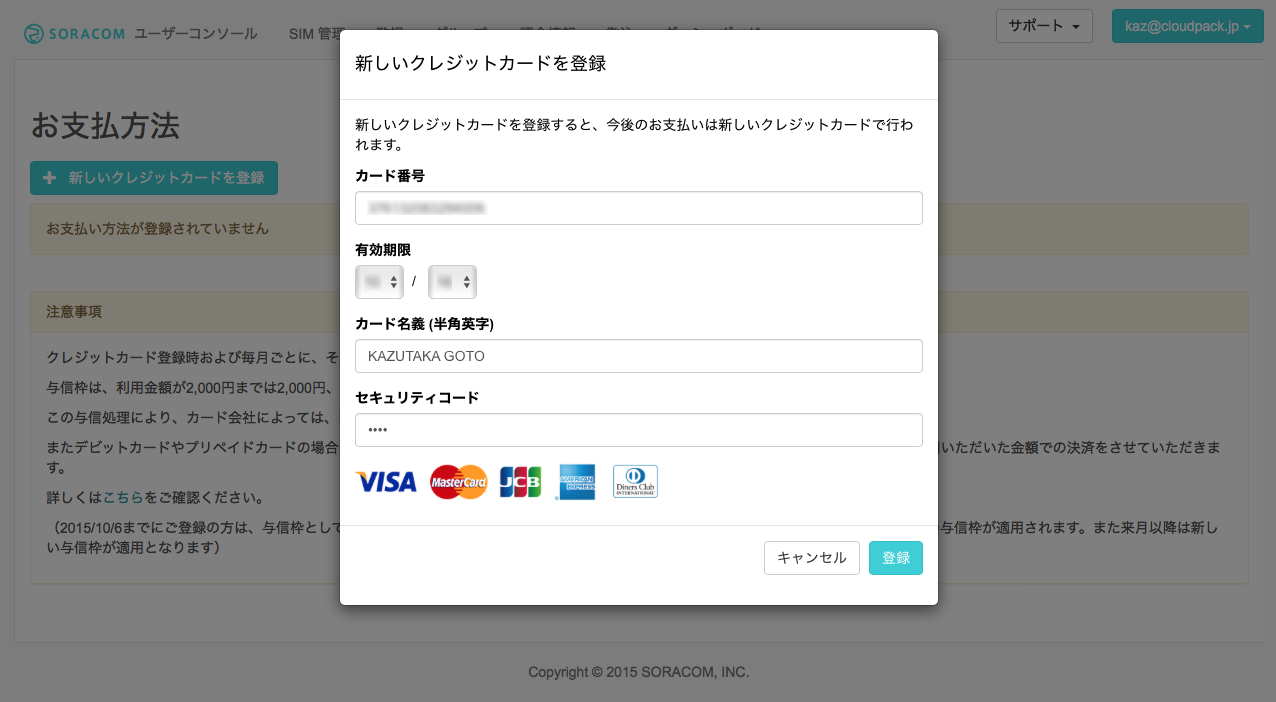 SORACOM ユーザーコンソール SIM 管理 サポート kaz@cloudpack.jp
新しいクレジットカードを登録
お支払方法
新しいクレジットカードを登録すると、今後のお支払いは新しいクレジットカードで行わ
れます。
新しいクレジットカードを登録
カード番号
お支払い方法が登録されていません
有効期限
/
注意事項
カード名義 (半角英字)
KAZUTAKA GOTO
クレジットカード登録時および毎月ごとに、そ
与信枠は、利用金額が2,000円までは2,000円、
セキュリティコード
この与信処理により、カード会社によっては、
••••
またデビットカードやプリペイドカードの場合
いただいた金額での決済をさせていただきま
す。
VISA MasterCard JCB AMERICAN EXPRESS Diners Club INTERNATIONAL
詳しくはこちらをご確認ください。
（2015/10/6までにご登録の方は、与信枠として
与信枠が適用されます。また来月以降は新し
い与信枠が適用となります）
キャンセル 登録
Copyright © 2015 SORACOM, INC.